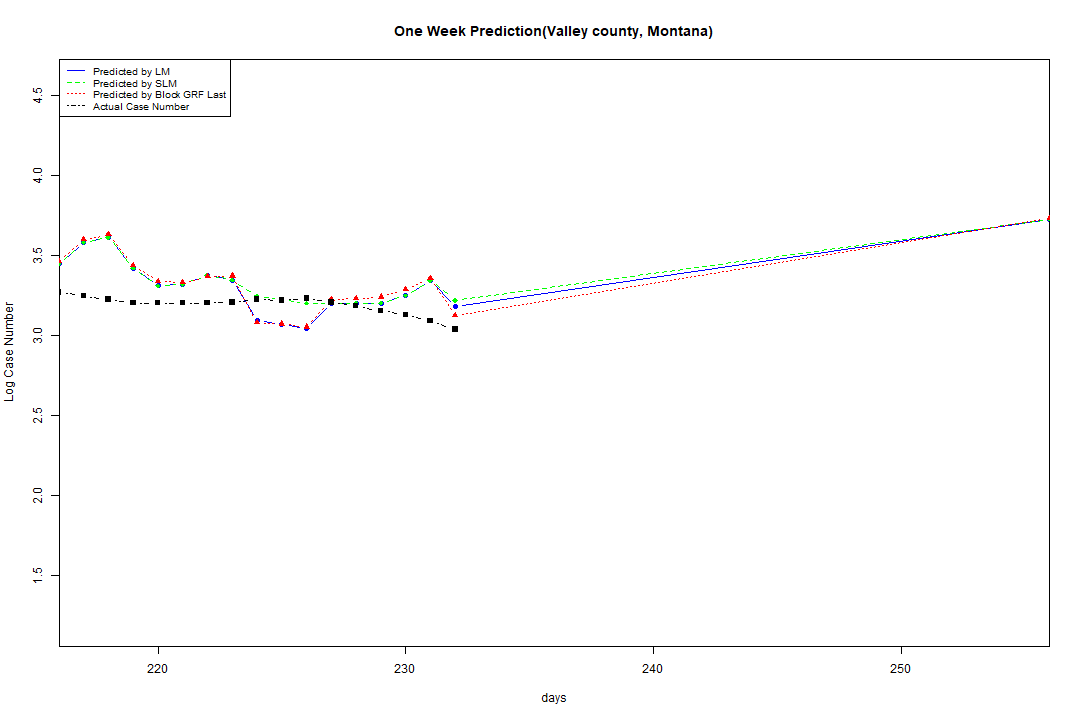 One Week Prediction(Valley county, Montana)
Predicted by LM
Predicted by SLM
Predicted by Block GRF Last
Actual Case Number
Log Case Number
4.5
4.0
3.5
3.0
2.5
2.0
1.5
220 230 240 250
days